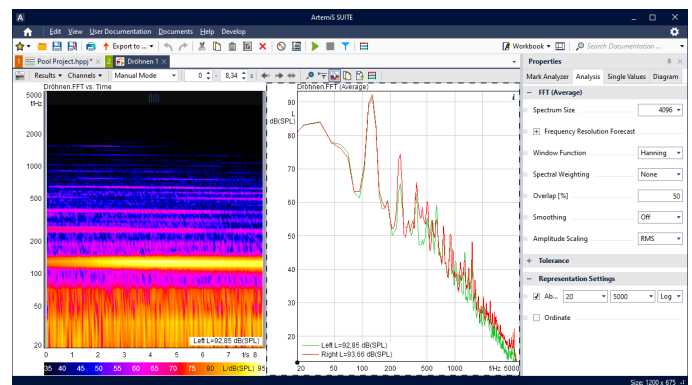 ArtemiS SUITE
Edit View User Documentation Documents Help Develop
Export to ... Workbook Search Documentation ...
1 Pool Project.hppj* 2 Dröhnen 1
Results Channels Manual Mode 0 - 8,34 s
Dröhnen.FFT vs. Time
5000
f/Hz
2000
1000
500
200
100
50
20
Left L=92,85 dB(SPL)
0 1 2 3 4 5 6 7 t/s 8
35 40 45 50 55 60 65 70 75 80 L/dB(SPL) 95
Dröhnen.FFT (Average)
i
90
L
dB(SPL)
80
70
60
50
40
30
20
Left L=92,85 dB(SPL)
Right L=93,66 dB(SPL)
20 50 100 200 500 1000 f/Hz 5000
Properties
Mark Analyzer Analysis Single Values Diagram
FFT (Average)
Spectrum Size 4096
Frequency Resolution Forecast
Window Function Hanning
Spectral Weighting None
Overlap [%] 50
Smoothing Off
Amplitude Scaling RMS
Tolerance
Representation Settings
Ab... 20 5000 Log
Ordinate
Size: 1200 x 675